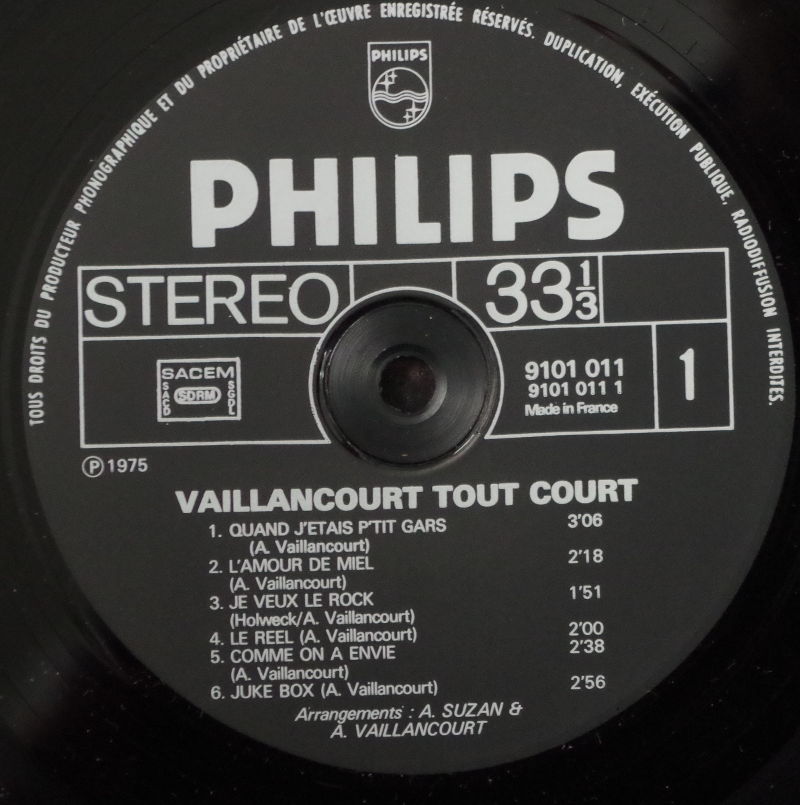 TOUS DROITS DU PRODUCTEUR PHONOGRAPHIQUE ET DU PROPRIÉTAIRE DE L'ŒUVRE ENREGISTRÉE RÉSERVÉS. DUPLICATION, EXÉCUTION PUBLIQUE, RADIODIFFUSION INTERDITES.
PHILIPS
PHILIPS
STEREO 33 1/3
SACEM
SACD SDRM SGDL
9101 011
9101 011 1
Made in France
1
℗ 1975
VAILLANCOURT TOUT COURT
1. QUAND J'ETAIS P'TIT GARS 3'06
(A. Vaillancourt)
2. L'AMOUR DE MIEL 2'18
(A. Vaillancourt)
3. JE VEUX LE ROCK 1'51
(Holweck/A. Vaillancourt)
4. LE REEL (A. Vaillancourt) 2'00
5. COMME ON A ENVIE 2'38
(A. Vaillancourt)
6. JUKE BOX (A. Vaillancourt) 2'56
Arrangements : A. SUZAN &
A. VAILLANCOURT